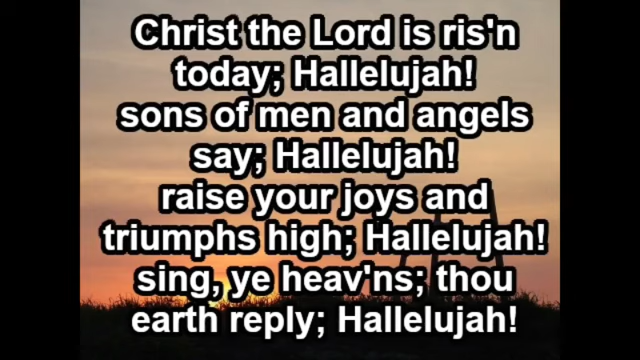 Christ the Lord is ris'n
today; Hallelujah!
sons of men and angels
say; Hallelujah!
raise your joys and
triumphs high; Hallelujah!
sing, ye heav'ns; thou
earth reply; Hallelujah!